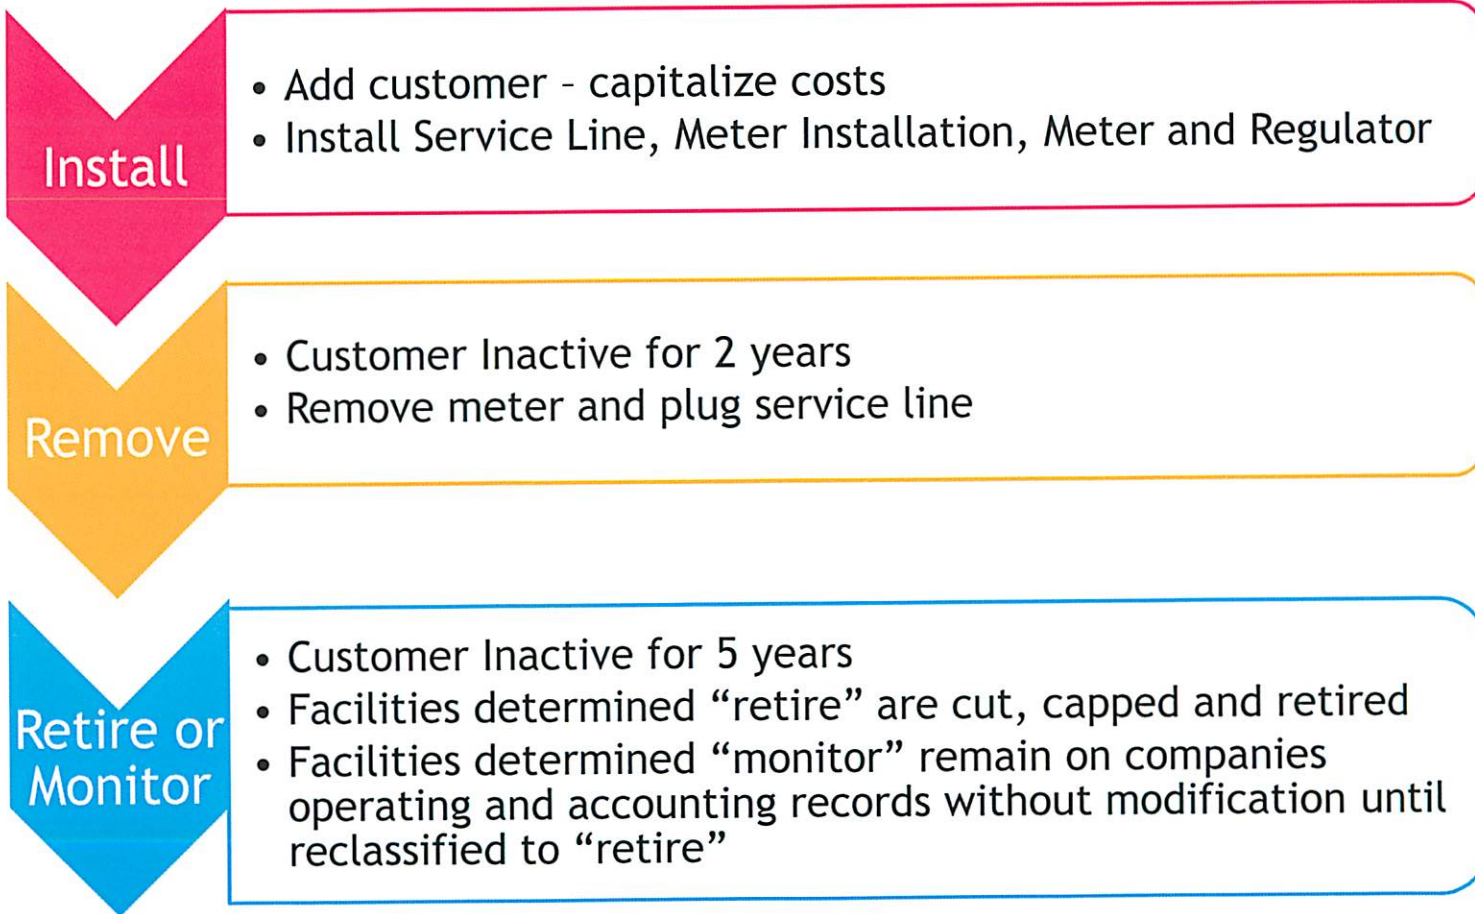 Install
• Add customer - capitalize costs
• Install Service Line, Meter Installation, Meter and Regulator
Remove
• Customer Inactive for 2 years
• Remove meter and plug service line
Retire or
Monitor
• Customer Inactive for 5 years
• Facilities determined “retire” are cut, capped and retired
• Facilities determined “monitor” remain on companies
operating and accounting records without modification until
reclassified to “retire”